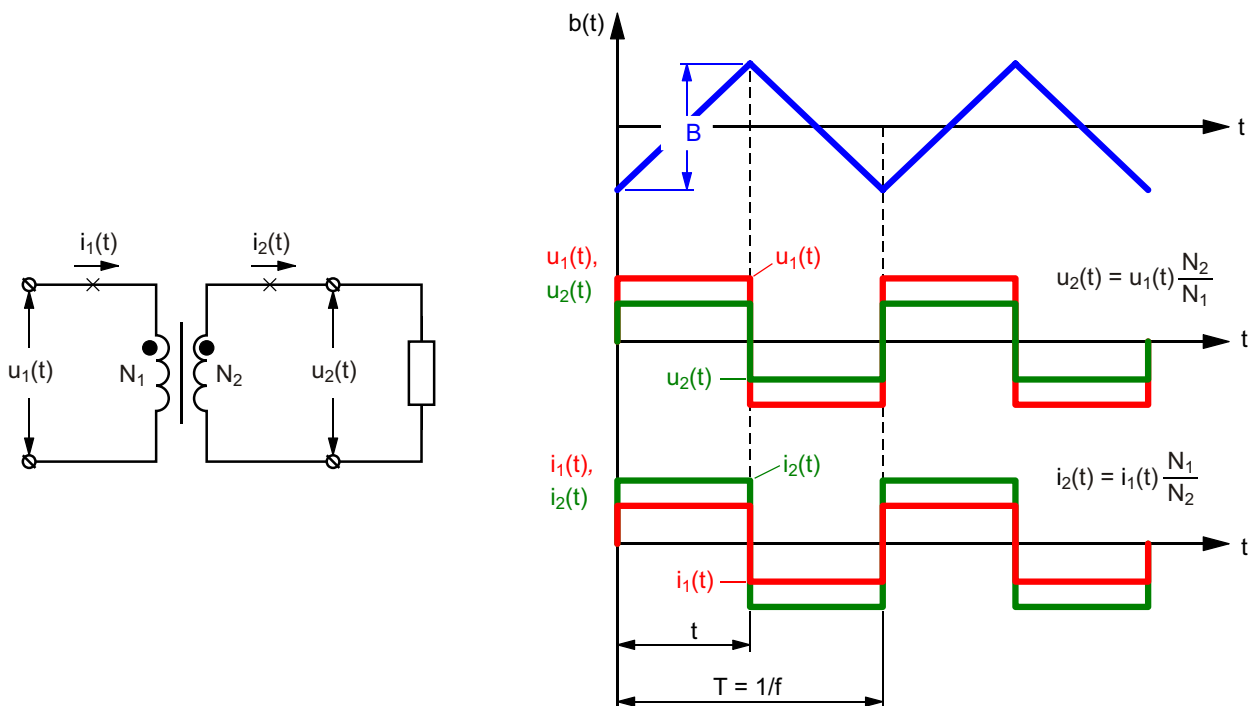 b(t)
t
B
i₁(t)
i₂(t)
u₁(t)
N₁
N₂
u₂(t)
u₁(t),
u₂(t)
u₁(t)
u₂(t)
u₂(t) = u₁(t) N₂/N₁
t
i₁(t),
i₂(t)
i₂(t)
i₁(t)
i₂(t) = i₁(t) N₁/N₂
t
t
T = 1/f